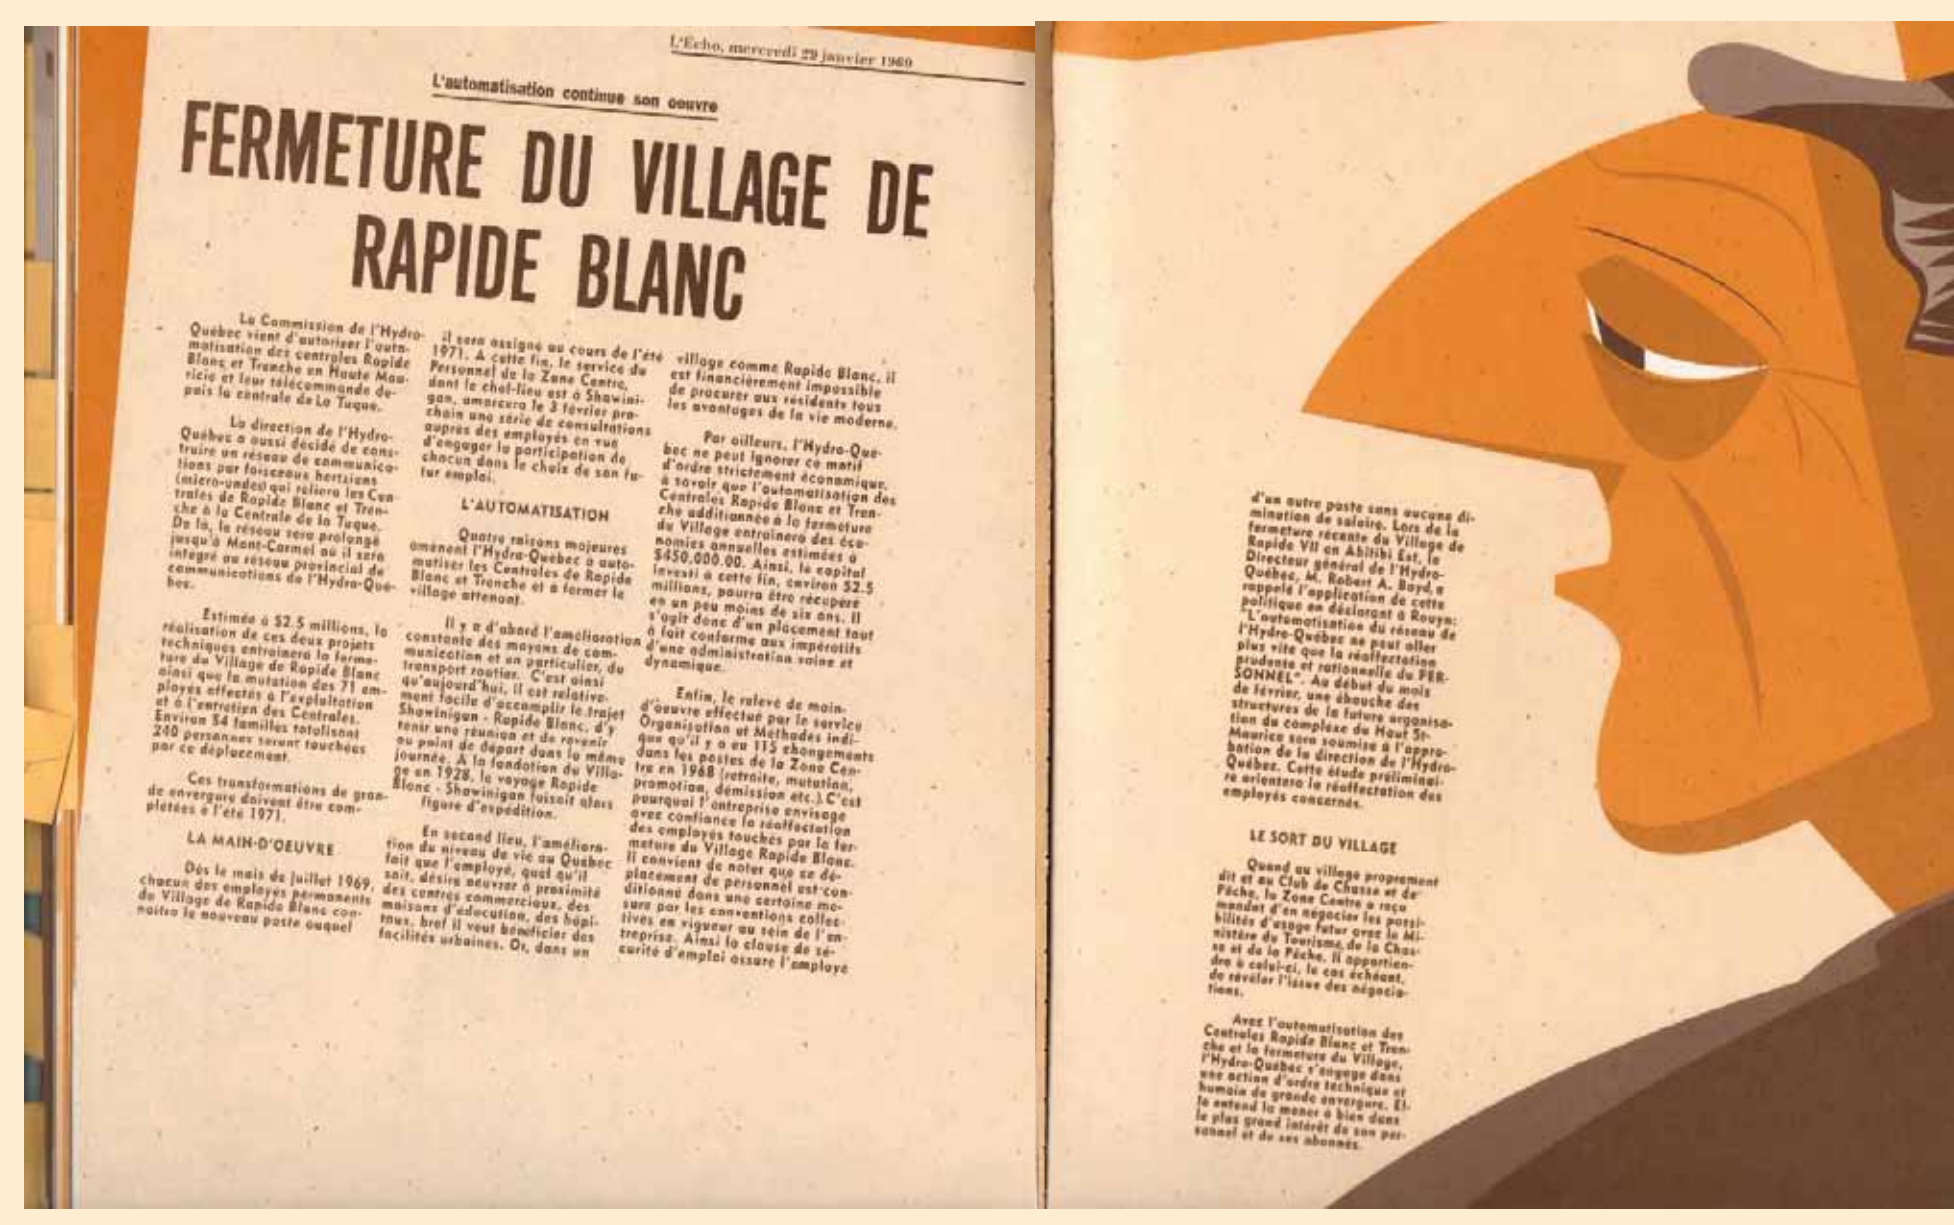 L'Echo, mercredi 29 janvier 1969
L'automatisation continue son oeuvre
FERMETURE DU VILLAGE DE
RAPIDE BLANC
La Commission de l'Hydro-
Québec vient d'autoriser l'auto-
matisation des centrales Rapide
Blanc et Trenche en Haute Mau-
ricie et leur télécommande de-
puis la centrale de La Tuque.
La direction de l'Hydro-
Québec a aussi décidé de cons-
truire un réseau de communica-
tions par faisceaux hertziens
(micro-ondes) qui reliera les Cen-
trales de Rapide Blanc et Tren-
che à la Centrale de la Tuque.
De là, le réseau sera prolongé
jusqu'à Mont-Carmel où il sera
intégré au réseau provincial de
communications de l'Hydro-Qué-
bec.
Estimée à $2.5 millions, la
réalisation de ces deux projets
techniques entraînera la ferme-
ture du Village de Rapide Blanc
ainsi que la mutation des 71 em-
ployés affectés à l'exploitation
et à l'entretien des Centrales.
Environ 54 familles totalisant
240 personnes seront touchées
par ce déplacement.
Ces transformations de gran-
de envergure doivent être com-
plétées à l'été 1971.
LA MAIN-D'OEUVRE
Dès le mois de juillet 1969,
chacun des employés permanents
du Village de Rapide Blanc con-
naîtra le nouveau poste auquel
il sera assigné au cours de l'été
1971. A cette fin, le service du
Personnel de la Zone Centre,
dont le chef-lieu est à Shawini-
gan, amorcera le 3 février pro-
chain une série de consultations
auprès des employés en vue
d'engager la participation de
chacun dans le choix de son fu-
tur emploi.
L'AUTOMATISATION
Quatre raisons majeures
amènent l'Hydro-Québec à auto-
matiser les Centrales de Rapide
Blanc et Trenche et à fermer le
village attenant.
Il y a d'abord l'amélioration
constante des moyens de com-
munication et en particulier, du
transport routier. C'est ainsi
qu'aujourd'hui, il est relative-
ment facile d'accomplir le trajet
Shawinigan - Rapide Blanc, d'y
tenir une réunion et de revenir
au point de départ dans la même
journée. A la fondation du Villa-
ge en 1928, le voyage Rapide
Blanc - Shawinigan faisait alors
figure d'expédition.
En second lieu, l'améliora-
tion du niveau de vie au Québec
fait que l'employé, quel qu'il
soit, désire oeuvrer à proximité
des centres commerciaux, des
maisons d'éducation, des hôpi-
taux, bref il veut bénéficier des
facilités urbaines. Or, dans un
village comme Rapide Blanc, il
est financièrement impossible
de procurer aux résidents tous
les avantages de la vie moderne.
Par ailleurs, l'Hydro-Qué-
bec ne peut ignorer ce motif
d'ordre strictement économique,
à savoir que l'automatisation des
Centrales Rapide Blanc et Tren-
che additionnée à la fermeture
du Village entraînera des éco-
nomies annuelles estimées à
$450,000.00. Ainsi, le capital
investi à cette fin, environ $2.5
millions, pourra être récupéré
en un peu moins de six ans. Il
s'agit donc d'un placement tout
à fait conforme aux impératifs
d'une administration saine et
dynamique.
Enfin, le relevé de main-
d'oeuvre effectué par le service
Organisation et Méthodes indi-
que qu'il y a eu 115 changements
dans les postes de la Zone Cen-
tre en 1968 (retraite, mutation,
promotion, démission etc.). C'est
pourquoi l'entreprise envisage
avec confiance la réaffectation
des employés touchés par la fer-
meture du Village Rapide Blanc.
Il convient de noter que ce dé-
placement de personnel est con-
ditionné dans une certaine me-
sure par les conventions collec-
tives en vigueur au sein de l'en-
treprise. Ainsi la clause de sé-
curité d'emploi assure l'employé
d'un autre poste sans aucune di-
minution de salaire. Lors de la
fermeture récente du Village de
Rapide VII en Abitibi Est, le
Directeur général de l'Hydro-
Québec, M. Robert A. Boyd, a
rappelé l'application de cette
politique en déclarant à Rouyn:
"L'automatisation du réseau de
l'Hydro-Québec ne peut aller
plus vite que la réaffectation
prudente et rationnelle du PER-
SONNEL". Au début du mois
de février, une ébauche des
structures de la future organisa-
tion du complexe du Haut St-
Maurice sera soumise à l'appro-
bation de la direction de l'Hydro-
Québec. Cette étude préliminai-
re orientera la réaffectation des
employés concernés.
LE SORT DU VILLAGE
Quand au village proprement
dit et au Club de Chasse et de
Pêche, la Zone Centre a reçu
mandat d'en négocier les possi-
bilités d'usage futur avec le Mi-
nistère du Tourisme, de la Chas-
se et de la Pêche. Il appartien-
dra à celui-ci, le cas échéant,
de révéler l'issue des négocia-
tions.
Avec l'automatisation des
Centrales Rapide Blanc et Tren-
che et la fermeture du Village,
l'Hydro-Québec s'engage dans
une action d'ordre technique et
humain de grande envergure. El-
le entend la mener à bien dans
le plus grand intérêt de son per-
sonnel et de ses abonnés.